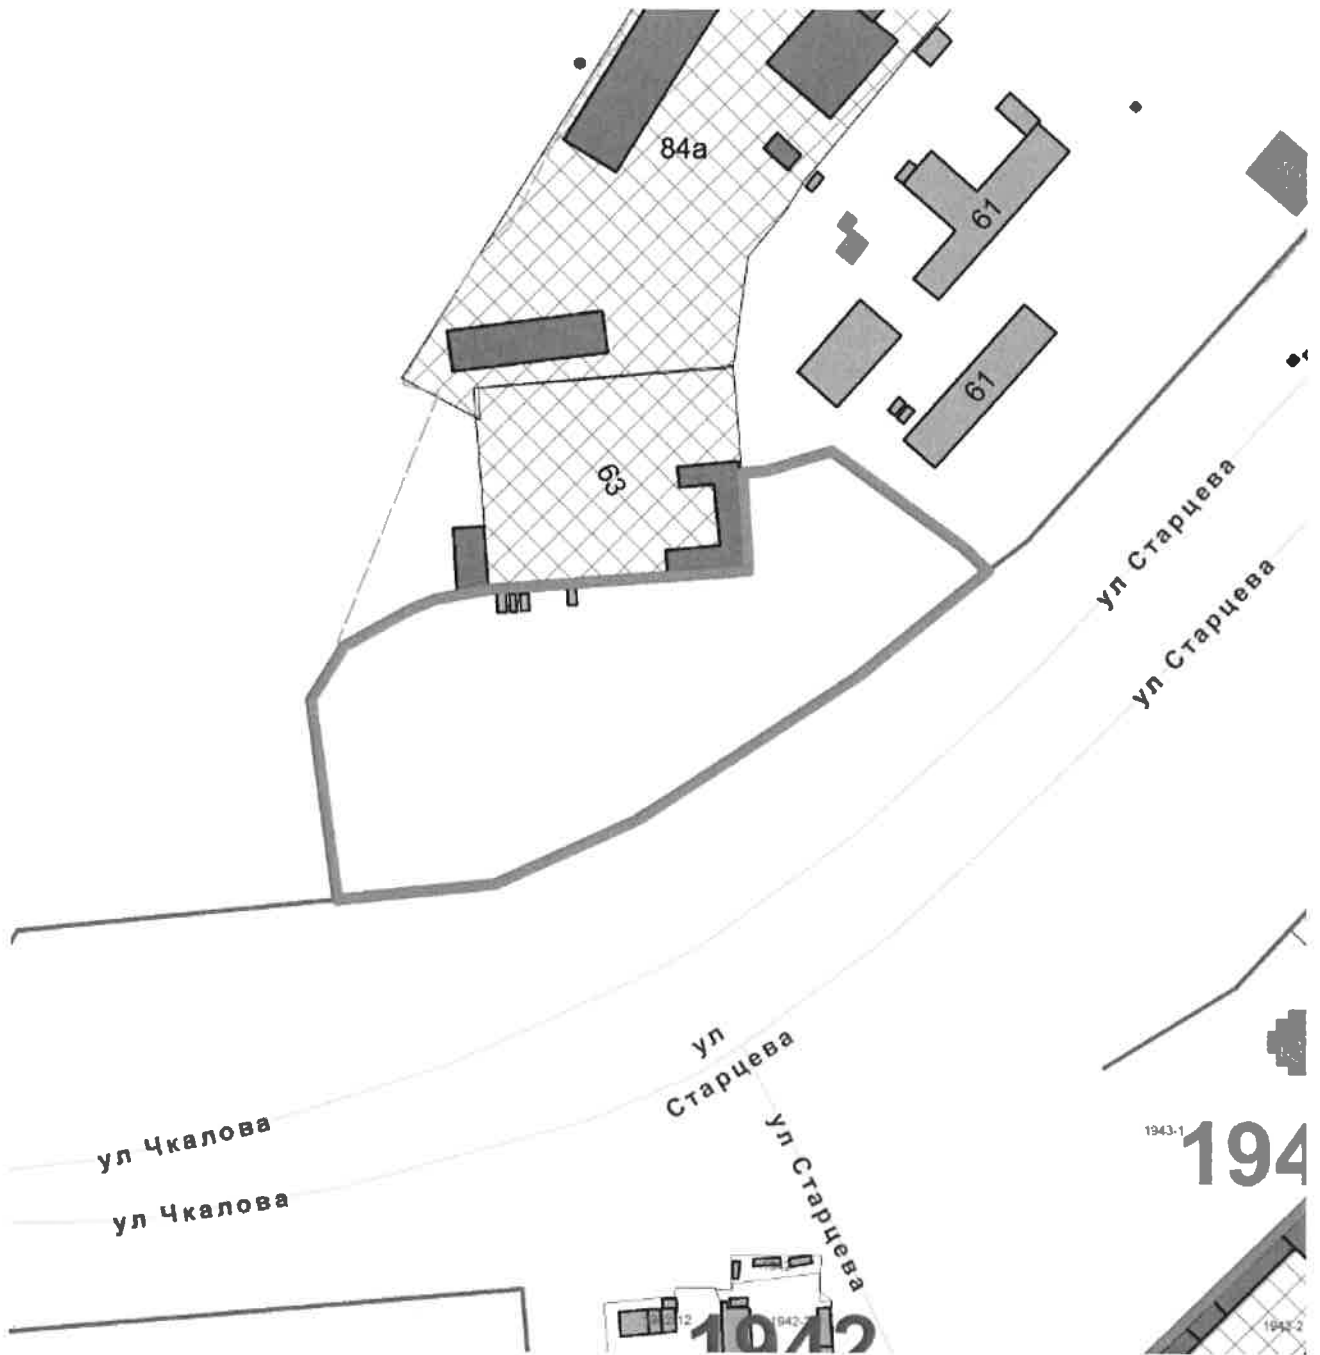 84а
61
61
63
ул Старцева
ул Старцева
ул
Старцева
ул Чкалова
ул Старцева
1943-1
194
ул Чкалова
1942
1943-2